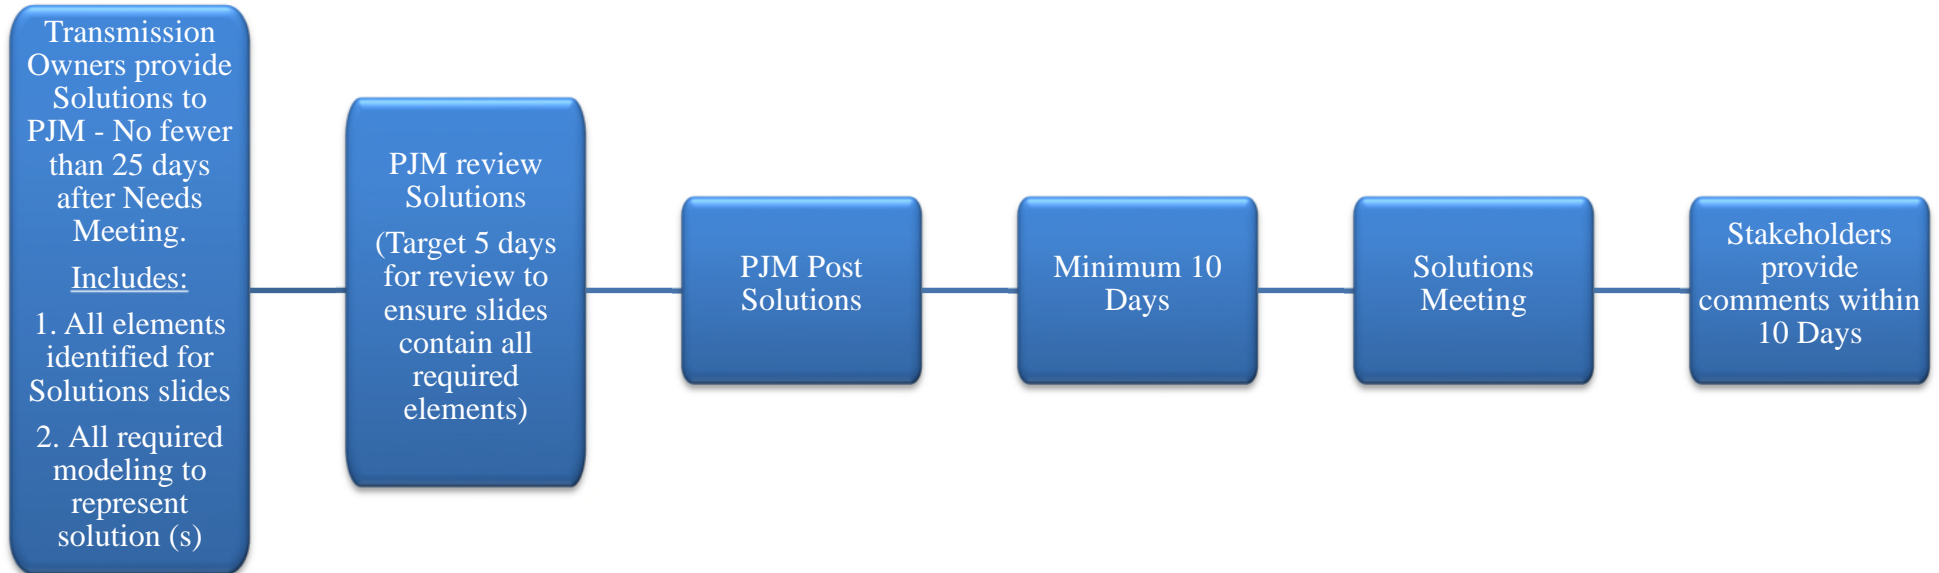 Transmission
Owners provide
Solutions to
PJM - No fewer
than 25 days
after Needs
Meeting.
Includes:
1. All elements
identified for
Solutions slides
2. All required
modeling to
represent
solution (s)
PJM review
Solutions
(Target 5 days
for review to
ensure slides
contain all
required
elements)
PJM Post
Solutions
Minimum 10
Days
Solutions
Meeting
Stakeholders
provide
comments within
10 Days